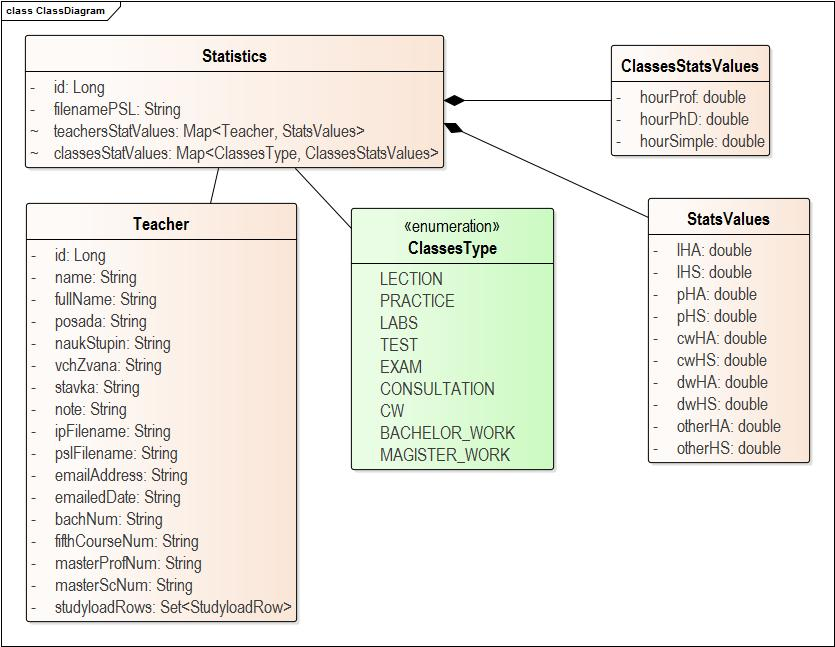 class ClassDiagram
Statistics
- id: Long
- filenamePSL: String
~ teachersStatValues: Map<Teacher, StatsValues>
~ classesStatValues: Map<ClassesType, ClassesStatsValues>
ClassesStatsValues
- hourProf: double
- hourPhD: double
- hourSimple: double
Teacher
- id: Long
- name: String
- fullName: String
- posada: String
- naukStupin: String
- vchZvana: String
- stavka: String
- note: String
- ipFilename: String
- pslFilename: String
- emailAddress: String
- emailedDate: String
- bachNum: String
- fifthCourseNum: String
- masterProfNum: String
- masterScNum: String
- studyloadRows: Set<StudyloadRow>
«enumeration»
ClassesType
LECTION
PRACTICE
LABS
TEST
EXAM
CONSULTATION
CW
BACHELOR_WORK
MAGISTER_WORK
StatsValues
- lHA: double
- lHS: double
- pHA: double
- pHS: double
- cwHA: double
- cwHS: double
- dwHA: double
- dwHS: double
- otherHA: double
- otherHS: double